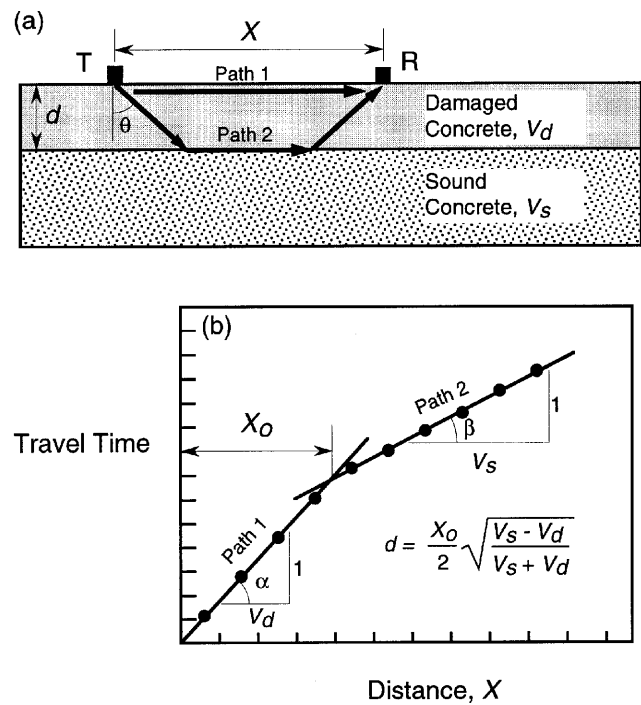 (a)
X
T
R
Path 1
d
θ
Path 2
Damaged
Concrete, Vd
Sound
Concrete, Vs
(b)
Travel Time
Xo
Path 1
α
1
Vd
Path 2
β
1
Vs
d = Xo/2 √(Vs - Vd / Vs + Vd)
Distance, X